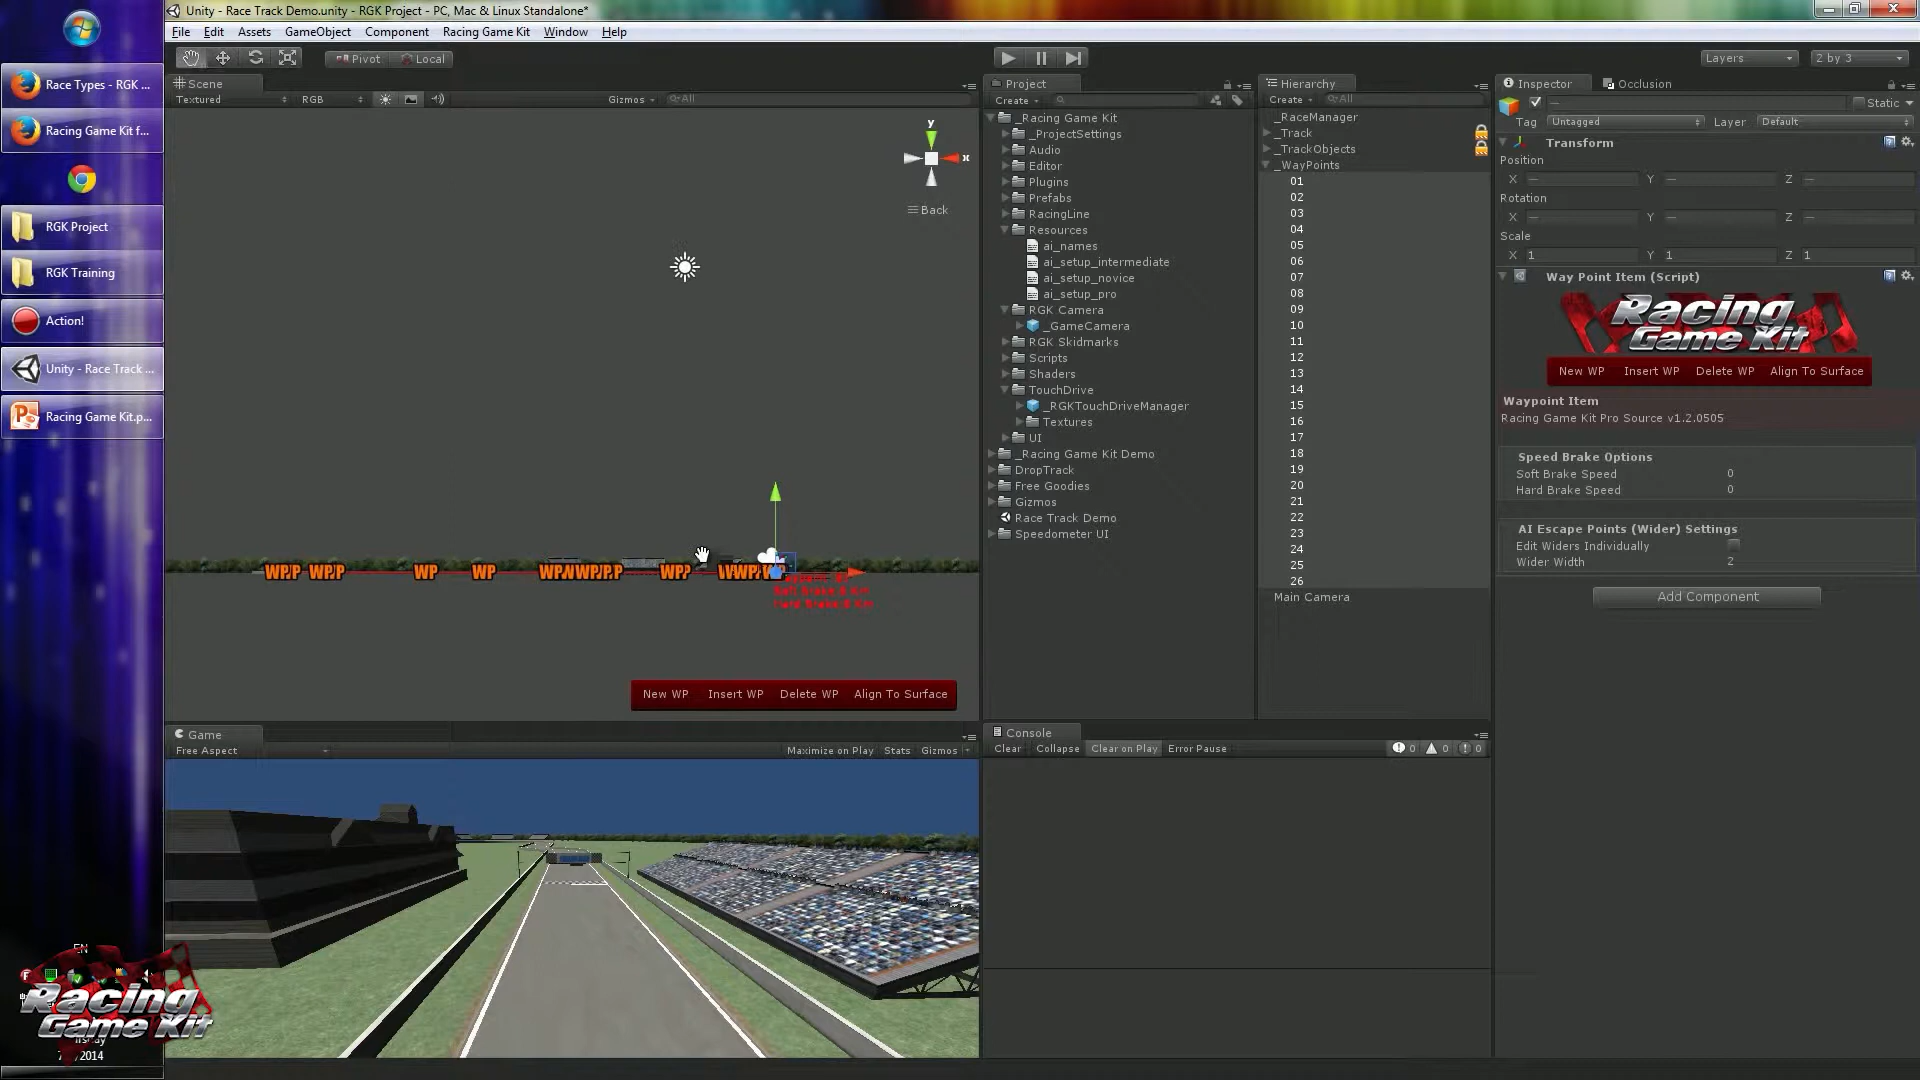 Unity - Race Track Demo.unity - RGK Project - PC, Mac & Linux Standalone*
File Edit Assets GameObject Component Racing Game Kit Window Help
Pivot Local
Layers
2 by 3
Race Types - RGK ...
Racing Game Kit f...
RGK Project
RGK Training
Action!
Unity - Race Track ...
Racing Game Kit.p...
EN
Racing
Game Kit
Scene
Textured RGB Gizmos All
y
x
Back
WP WP WP
New WP Insert WP Delete WP Align To Surface
Game
Free Aspect Maximize on Play Stats Gizmos
Project
Create
_Racing Game Kit
_ProjectSettings
Audio
Editor
Plugins
Prefabs
RacingLine
Resources
ai_names
ai_setup_intermediate
ai_setup_novice
ai_setup_pro
RGK Camera
_GameCamera
RGK Skidmarks
Scripts
Shaders
TouchDrive
_RGKTouchDriveManager
Textures
UI
_Racing Game Kit Demo
DropTrack
Free Goodies
Gizmos
Race Track Demo
Speedometer UI
Hierarchy
Create All
_RaceManager
_Track
_TrackObjects
_WayPoints
01
02
03
04
05
06
07
08
09
10
11
12
13
14
15
16
17
18
19
20
21
22
23
24
25
26
Main Camera
Console
Clear Collapse Clear on Play Error Pause 0 0 0
Inspector Occlusion
— Static
Tag Untagged Layer Default
Transform
Position
X — Y — Z —
Rotation
X — Y — Z —
Scale
X 1 Y 1 Z 1
Way Point Item (Script)
Racing
Game Kit
New WP Insert WP Delete WP Align To Surface
Waypoint Item
Racing Game Kit Pro Source v1.2.0505
Speed Brake Options
Soft Brake Speed 0
Hard Brake Speed 0
AI Escape Points (Wider) Settings
Edit Widers Individually
Wider Width 2
Add Component